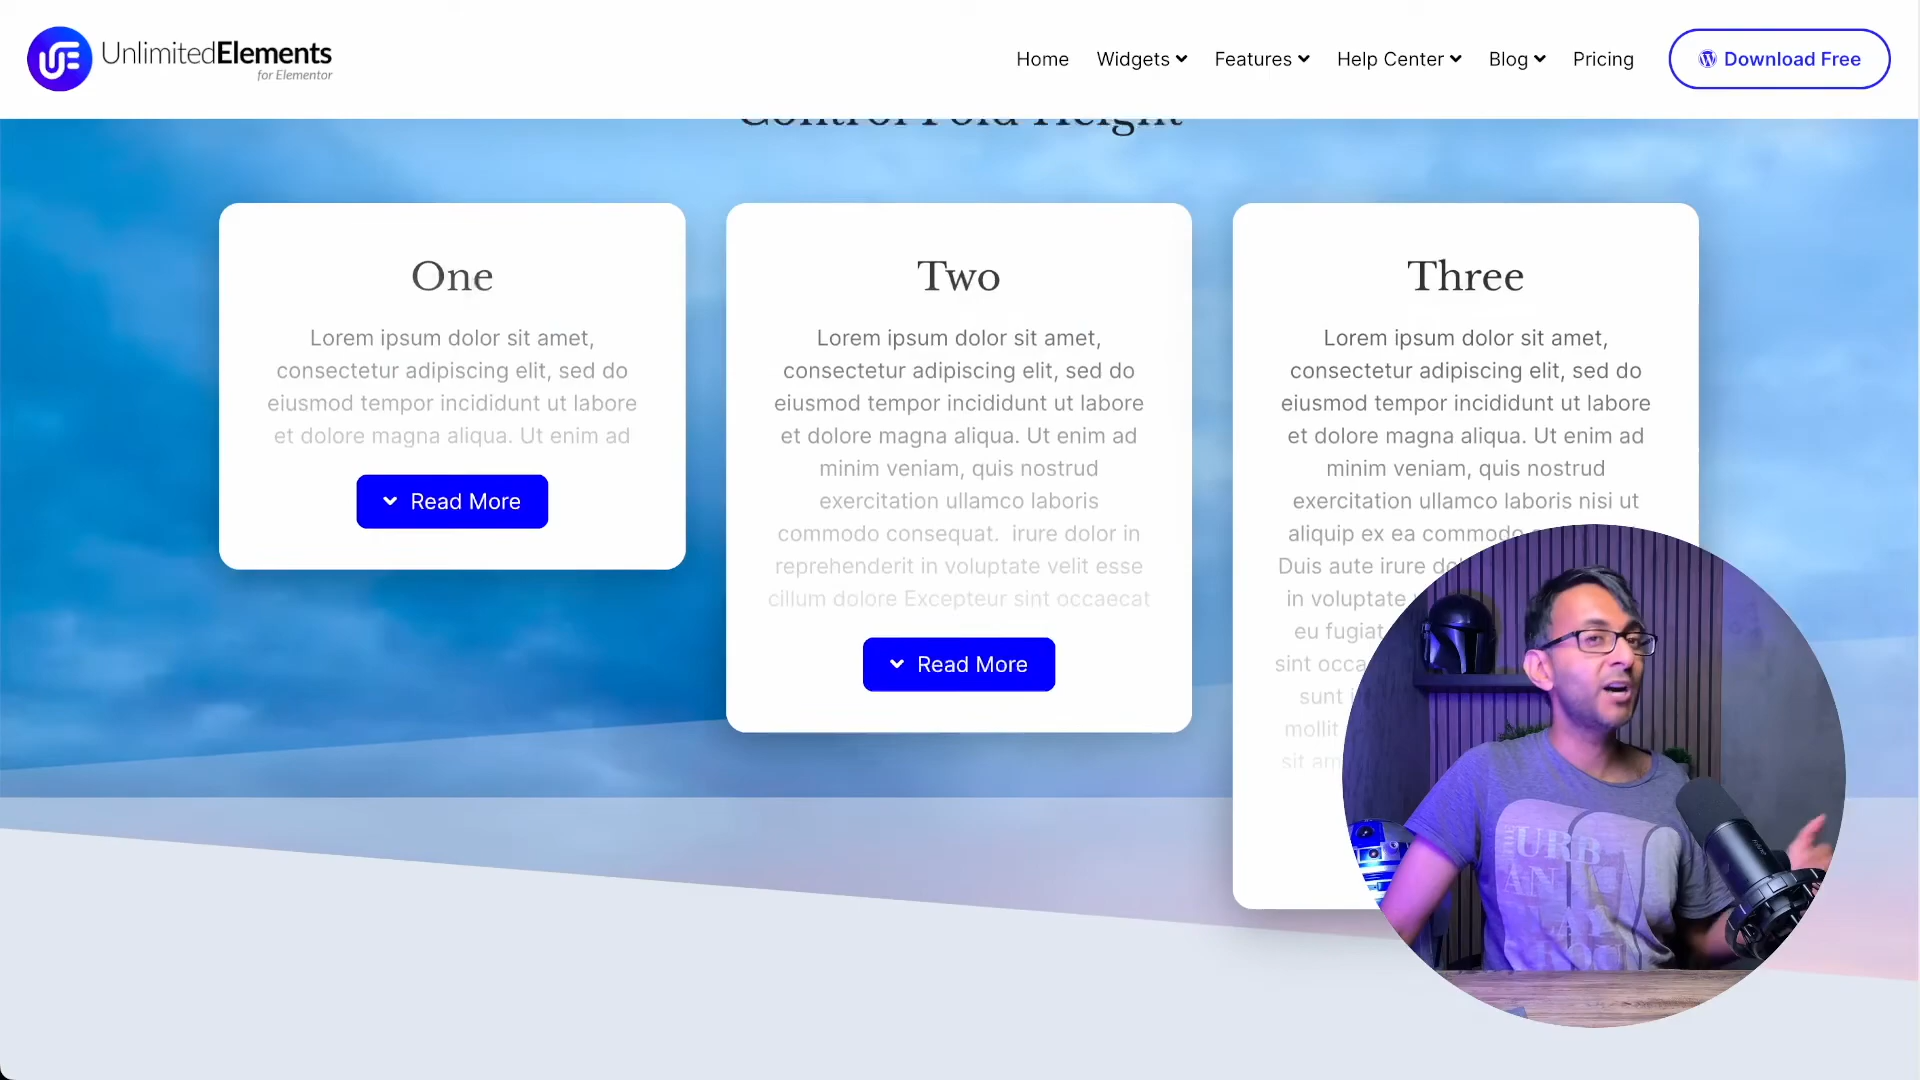 UnlimitedElements
for Elementor
Home
Widgets
Features
Help Center
Blog
Pricing
Download Free
Control Fold Height
One
Lorem ipsum dolor sit amet,
consectetur adipiscing elit, sed do
eiusmod tempor incididunt ut labore
et dolore magna aliqua. Ut enim ad
Read More
Two
Lorem ipsum dolor sit amet,
consectetur adipiscing elit, sed do
eiusmod tempor incididunt ut labore
et dolore magna aliqua. Ut enim ad
minim veniam, quis nostrud
exercitation ullamco laboris
commodo consequat. irure dolor in
reprehenderit in voluptate velit esse
cillum dolore Excepteur sint occaecat
Read More
Three
Lorem ipsum dolor sit amet,
consectetur adipiscing elit, sed do
eiusmod tempor incididunt ut labore
et dolore magna aliqua. Ut enim ad
minim veniam, quis nostrud
exercitation ullamco laboris nisi ut
aliquip ex ea commodo
Duis aute irure
in voluptate
eu fugiat
sint
sunt
mollit
sit
URB
AN